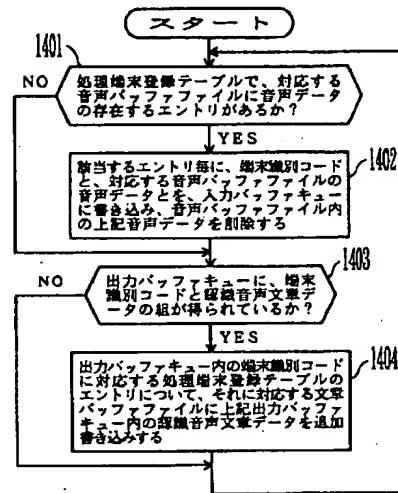 スタート
1401
NO
処理端末登録テーブルで、対応する
音声バッファファイルに音声データ
の存在するエントリがあるか？
YES
該当するエントリ毎に、端末識別コード
と、対応する音声バッファファイルの
音声データとを、入力バッファキュー
に書き込み、音声バッファファイル内
の上記音声データを削除する
1402
NO
出力バッファキューに、端末
識別コードと認識音声文章デ
ータの組が得られているか？
1403
YES
出力バッファキュー内の端末識別コード
に対応する処理端末登録テーブルの
エントリについて、それに対応する文章
バッファファイルに上記出力バッファ
キュー内の認識音声文章データを追加
書き込みする
1404